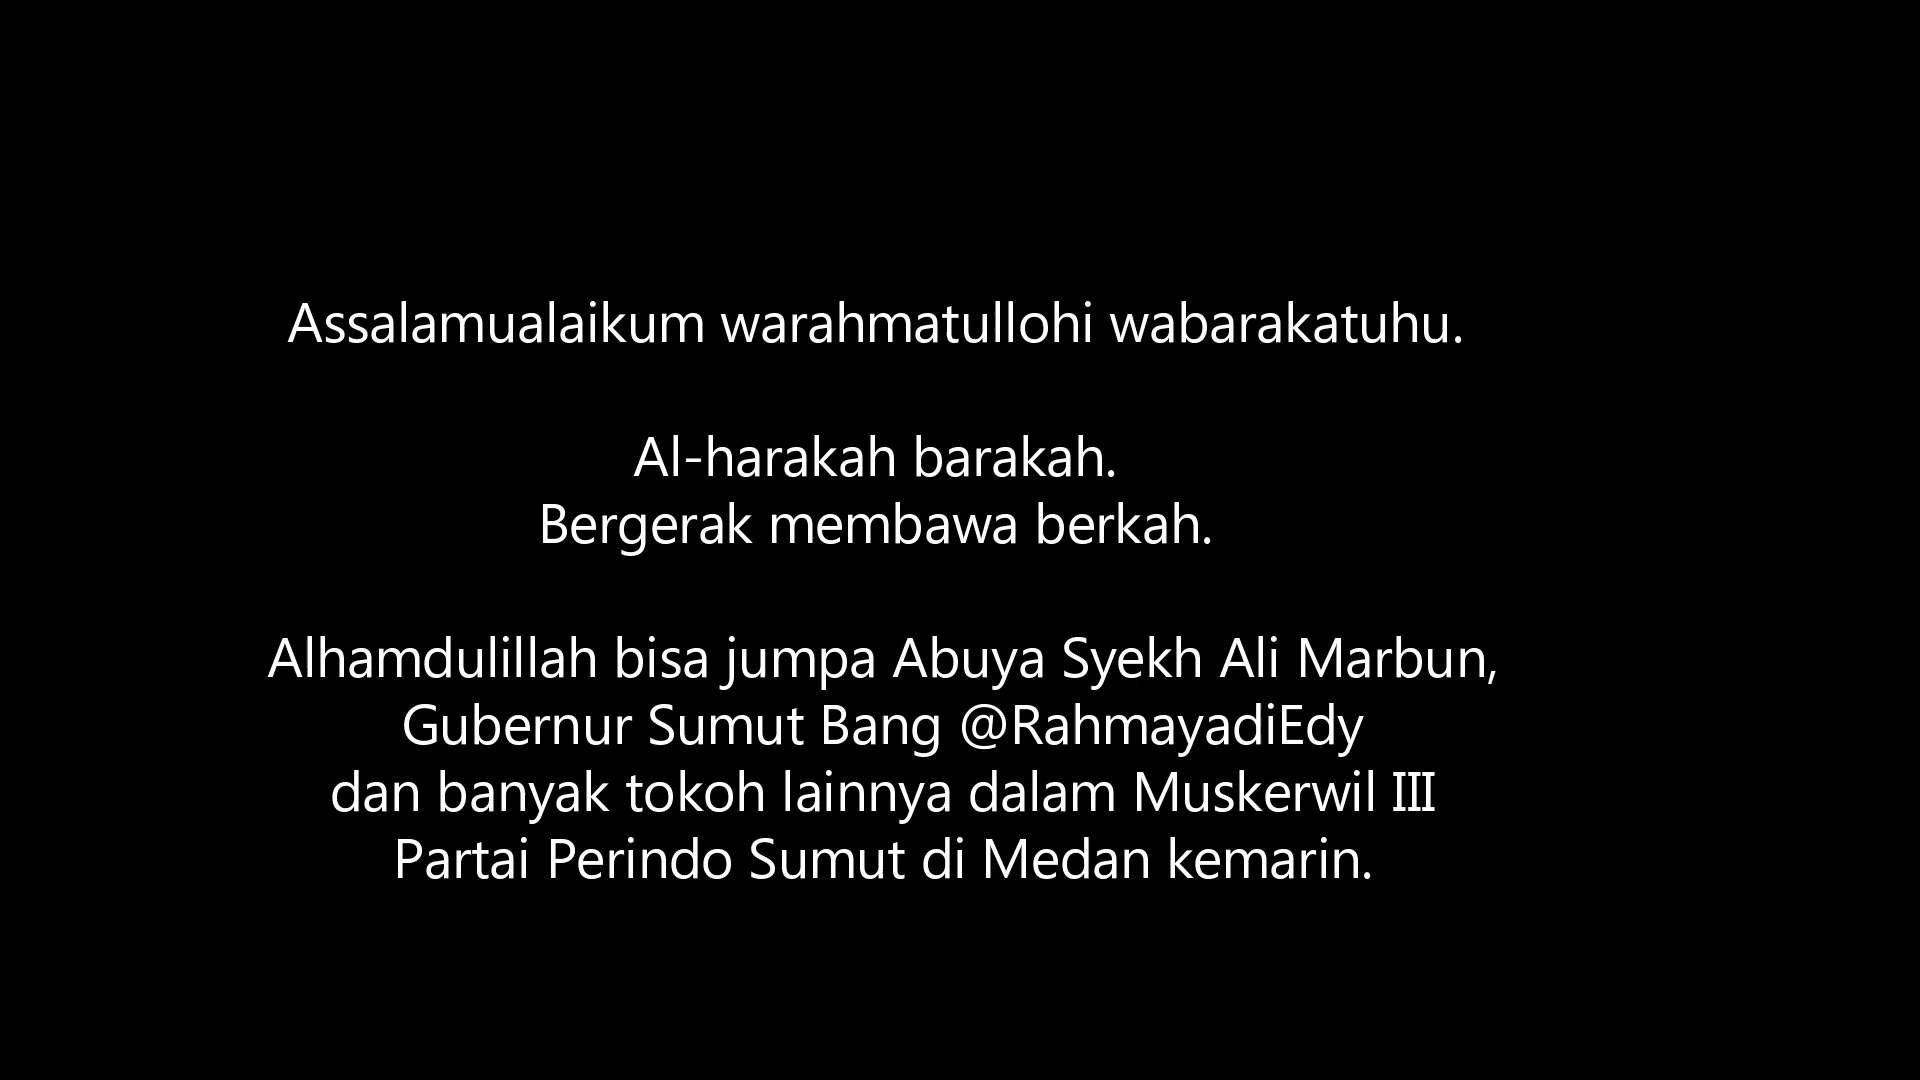 Assalamualaikum warahmatullohi wabarakatuhu.
Al-harakah barakah.
Bergerak membawa berkah.
Alhamdulillah bisa jumpa Abuya Syekh Ali Marbun,
Gubernur Sumut Bang @RahmayadiEdy
dan banyak tokoh lainnya dalam Muskerwil III
Partai Perindo Sumut di Medan kemarin.